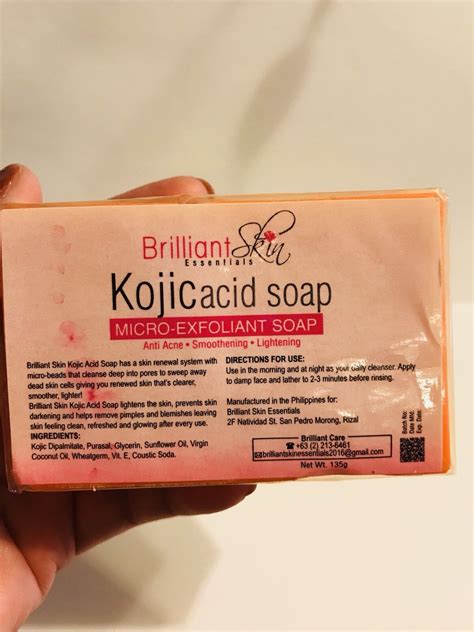 Brilliant Skin
Essentials
Kojicacid soap
MICRO-EXFOLIANT SOAP
Anti Acne • Smoothening • Lightening
Brilliant Skin Kojic Acid Soap has a skin renewal system with
micro-beads that cleanse deep into pores to sweep away
dead skin cells giving you renewed skin that's clearer,
smoother, lighter!
Brilliant Skin Kojic Acid Soap lightens the skin, prevents skin
darkening and help remove pimples and blemishes leaving
skin feeling clean, refreshed and glowing after every use.
INGREDIENTS:
Kojic Dipalmitate, Purasal, Glycerin, Sunflower Oil, Virgin
Coconut Oil, Wheatgerm, Vit. E, Coustic Soda.
DIRECTIONS FOR USE:
Use in the morning and at night as your daily cleanser. Apply
to damp face and lather to 2-3 minutes before rinsing.
Manufactured in the Philippines for:
Brilliant Skin Essentials
2F Natividad St. San Pedro Morong, Rizal
Brilliant Care
+63 (2) 213-6461
brilliantskinessentials2016@gmail.com
Net Wt. 135g
Batch No:
Date Mfd:
Exp. Date: